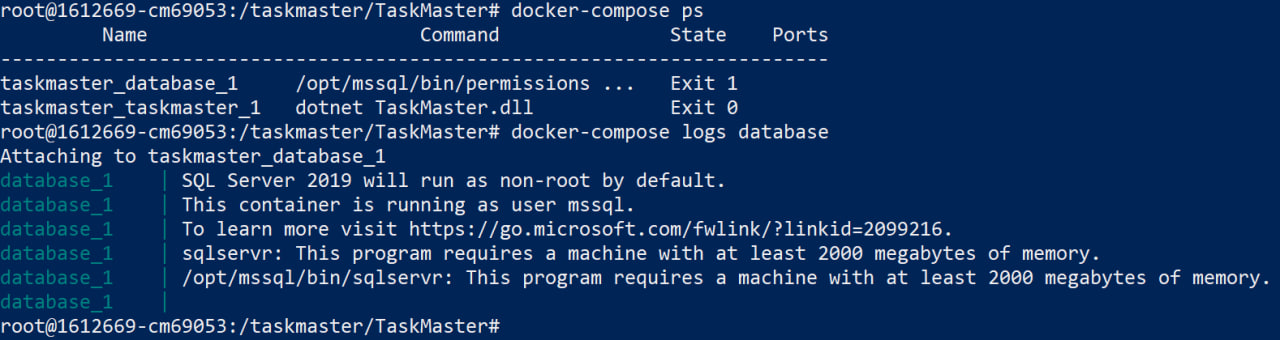 root@1612669-cm69053:/taskmaster/TaskMaster# docker-compose ps
Name Command State Ports
------------------------------------------------------------------------
taskmaster_database_1 /opt/mssql/bin/permissions ... Exit 1
taskmaster_taskmaster_1 dotnet TaskMaster.dll Exit 0
root@1612669-cm69053:/taskmaster/TaskMaster# docker-compose logs database
Attaching to taskmaster_database_1
database_1 | SQL Server 2019 will run as non-root by default.
database_1 | This container is running as user mssql.
database_1 | To learn more visit https://go.microsoft.com/fwlink/?linkid=2099216.
database_1 | sqlservr: This program requires a machine with at least 2000 megabytes of memory.
database_1 | /opt/mssql/bin/sqlservr: This program requires a machine with at least 2000 megabytes of memory.
database_1 |
root@1612669-cm69053:/taskmaster/TaskMaster#